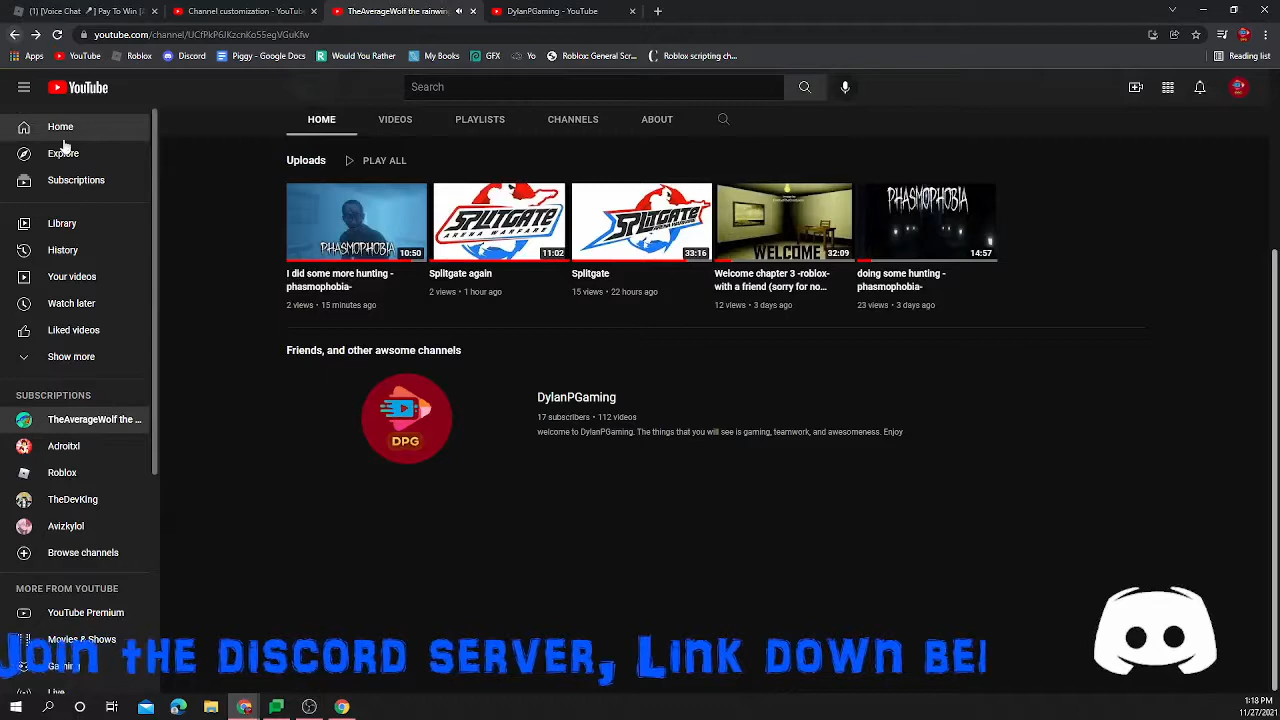 [1] [Voice Chat 🎤] Pay To Win [
Channel customization - YouTube
TheAverageWolf the rainwin
DylanPGaming - YouTube
youtube.com/channel/UCfPkP6JKzcnKo55egVGuKfw
Apps
YouTube
Roblox
Discord
Piggy - Google Docs
Would You Rather
My Books
GFX
Roblox General Scr...
Roblox scripting ch...
Reading list
YouTube
Search
Home
Explore
Subscriptions
Library
History
Your videos
Watch later
Liked videos
Show more
SUBSCRIPTIONS
TheAverageWolf the ...
Adroitxl
Roblox
TheDevKing
Avizkylol
Browse channels
MORE FROM YOUTUBE
YouTube Premium
Movies & Shows
Live
HOME VIDEOS PLAYLISTS CHANNELS ABOUT
Uploads PLAY ALL
PHASMOPHOBIA
10:50
I did some more hunting -
phasmophobia-
2 views • 15 minutes ago
SPLITGATE
ARENA WARFARE
11:02
Splitgate again
2 views • 1 hour ago
SPLITGATE
ARENA WARFARE
33:16
Splitgate
15 views • 22 hours ago
WELCOME
32:09
Welcome chapter 3 -roblox-
with a friend (sorry for no...
12 views • 3 days ago
PHASMOPHOBIA
14:57
doing some hunting -
phasmophobia-
23 views • 3 days ago
Friends, and other awsome channels
DPG
DylanPGaming
17 subscribers • 112 videos
welcome to DylanPGaming. The things that you will see is gaming, teamwork, and awesomeness. Enjoy
Join the discord server, Link down bel
1:18 PM
11/27/2021